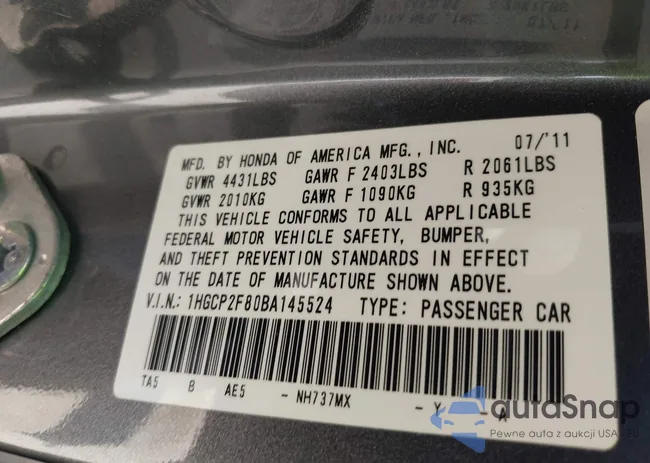 MFD. BY HONDA OF AMERICA MFG., INC. 07/'11
GVWR 4431LBS GAWR F 2403LBS R 2061LBS
GVWR 2010KG GAWR F 1090KG R 935KG
THIS VEHICLE CONFORMS TO ALL APPLICABLE
FEDERAL MOTOR VEHICLE SAFETY, BUMPER,
AND THEFT PREVENTION STANDARDS IN EFFECT
ON THE DATE OF MANUFACTURE SHOWN ABOVE.
V.I.N.: 1HGCP2F80BA145524 TYPE: PASSENGER CAR
TA5 B AE5 - NH737MX - Y - A
autoSnap
Pewne auta z aukcji USA i EU